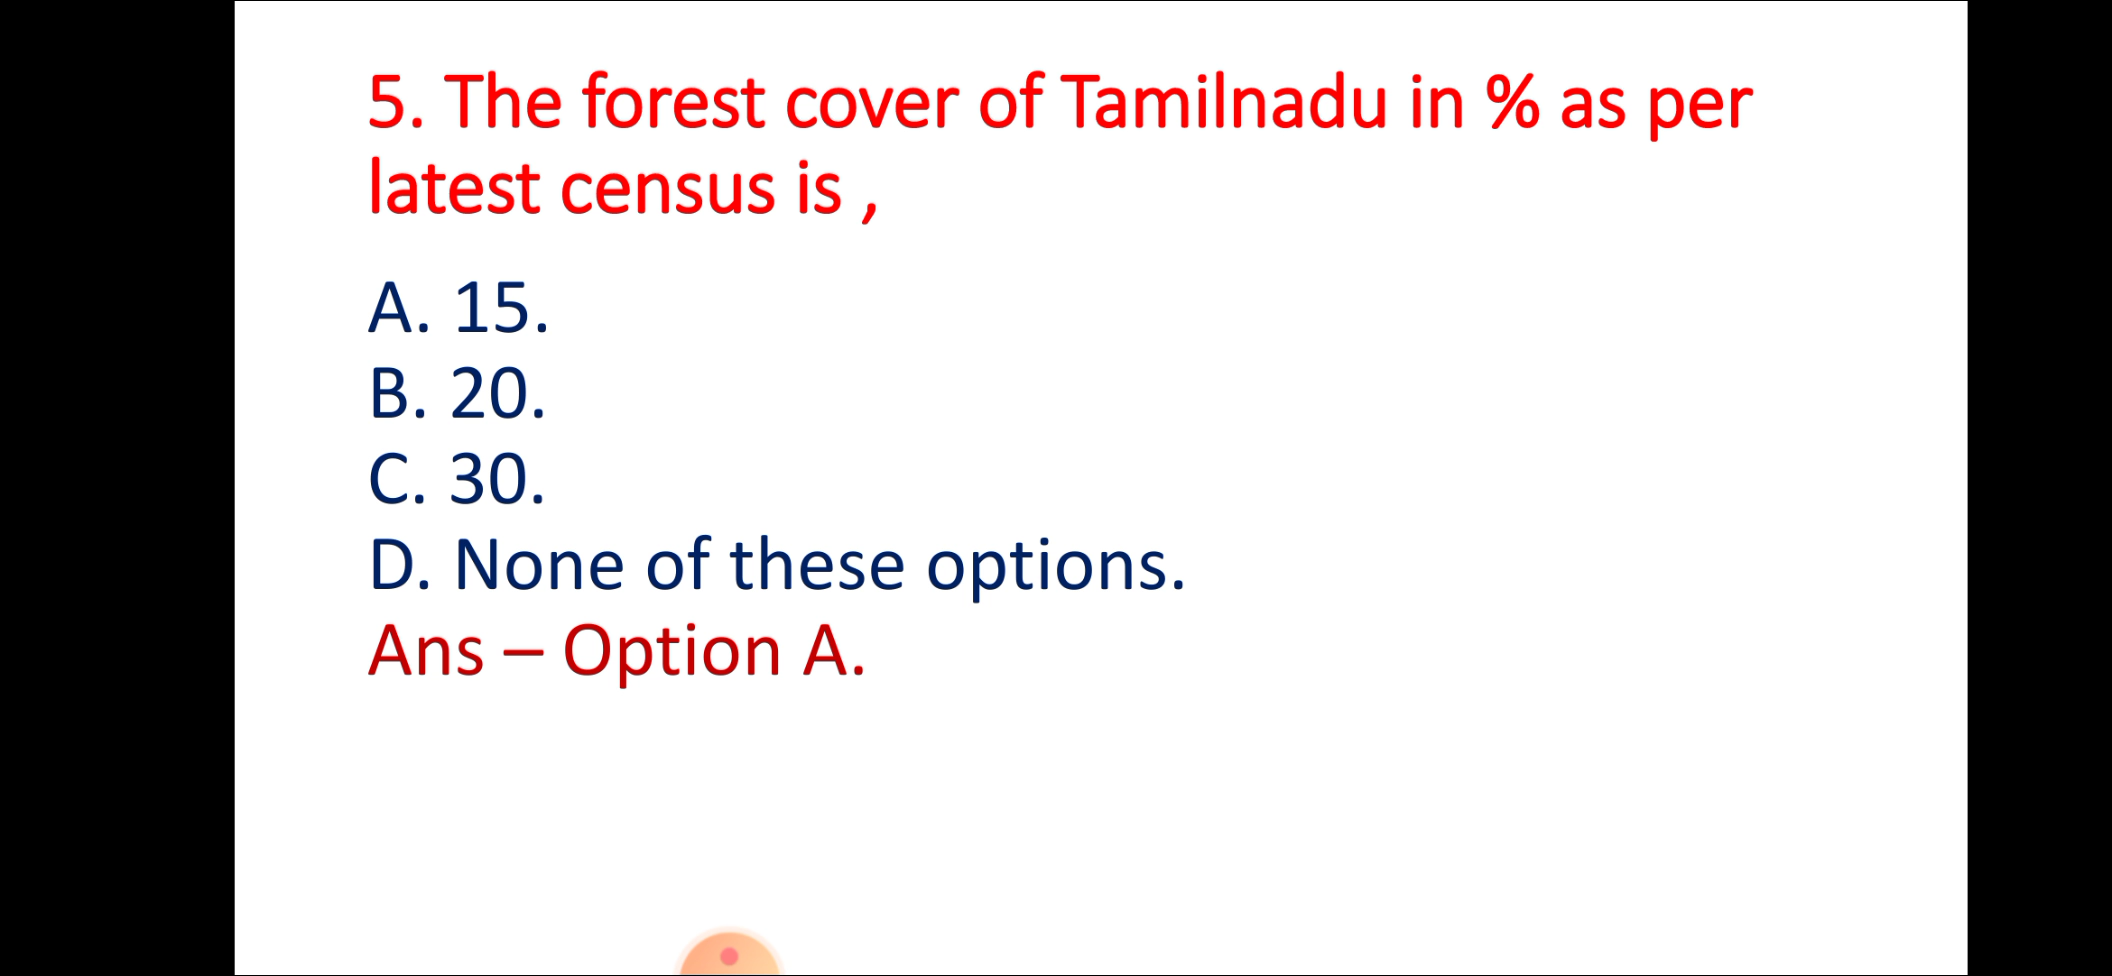 5. The forest cover of Tamilnadu in % as per
latest census is ,
A. 15.
B. 20.
C. 30.
D. None of these options.
Ans – Option A.